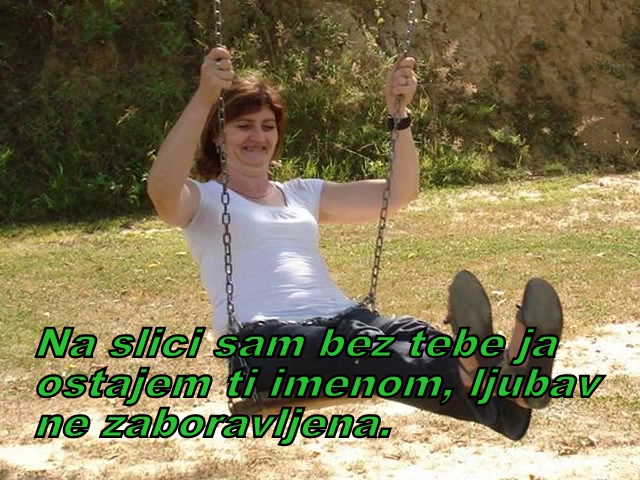 Na slici sam bez tebe ja
ostajem ti imenom, ljubav
ne zaboravljena.